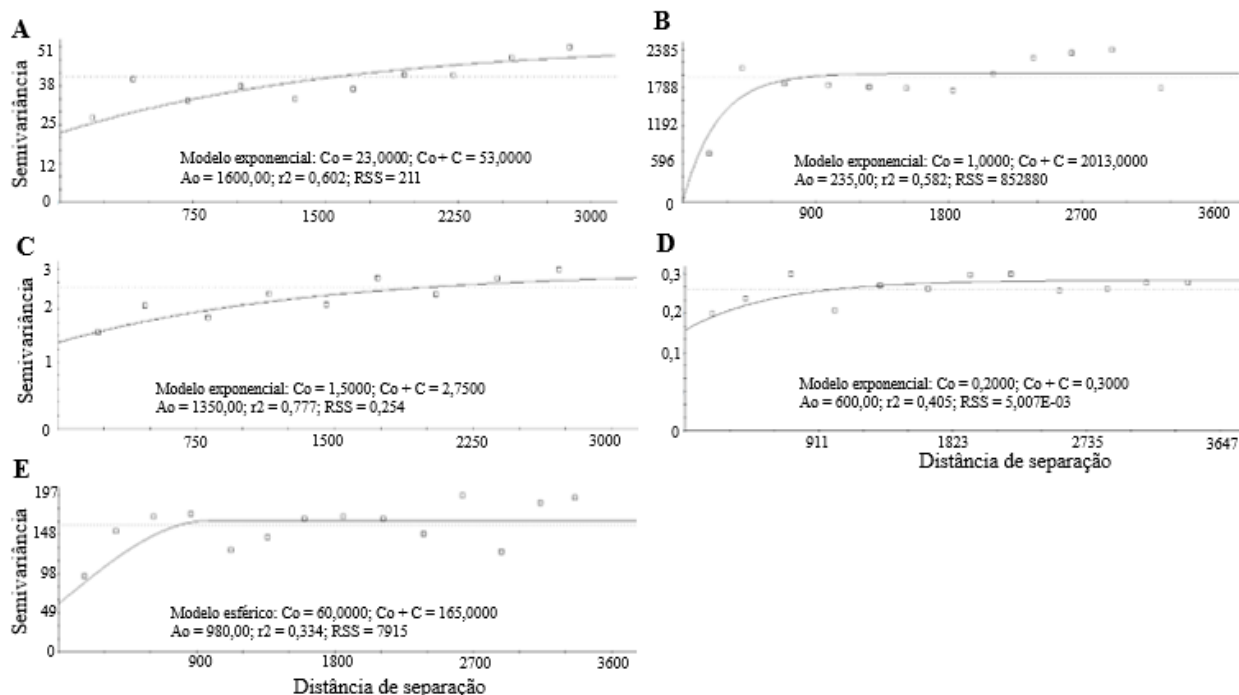 A
Semivariância
51
38
25
12
0
Modelo exponencial: Co = 23,0000; Co + C = 53,0000
Ao = 1600,00; r2 = 0,602; RSS = 211
750 1500 2250 3000
B
2385
1788
1192
596
0
Modelo exponencial: Co = 1,0000; Co + C = 2013,0000
Ao = 235,00; r2 = 0,582; RSS = 852880
900 1800 2700 3600
C
Semivariância
3
2
1
0
Modelo exponencial: Co = 1,5000; Co + C = 2,7500
Ao = 1350,00; r2 = 0,777; RSS = 0,254
750 1500 2250 3000
D
0,3
0,2
0,1
0
Modelo exponencial: Co = 0,2000; Co + C = 0,3000
Ao = 600,00; r2 = 0,405; RSS = 5,007E-03
911 1823 2735 3647
Distância de separação
E
Semivariância
197
148
98
49
0
Modelo esférico: Co = 60,0000; Co + C = 165,0000
Ao = 980,00; r2 = 0,334; RSS = 7915
900 1800 2700 3600
Distância de separação